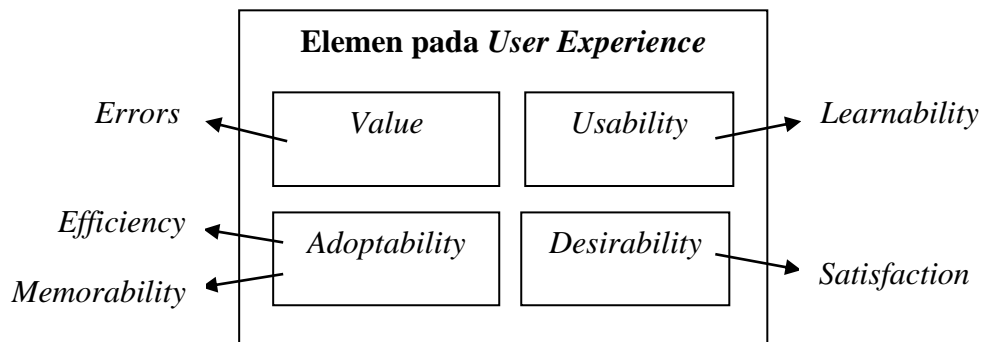 Elemen pada User Experience
Errors
Value
Usability
Learnability
Efficiency
Adoptability
Desirability
Memorability
Satisfaction